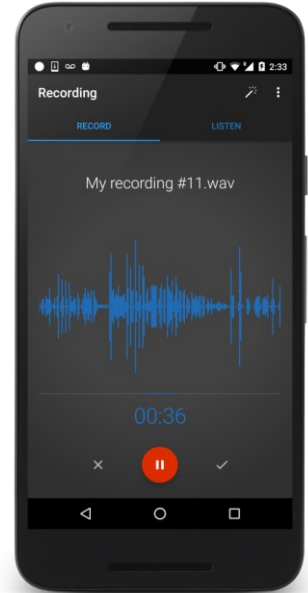 2:33
Recording
RECORD LISTEN
My recording #11.wav
00:36